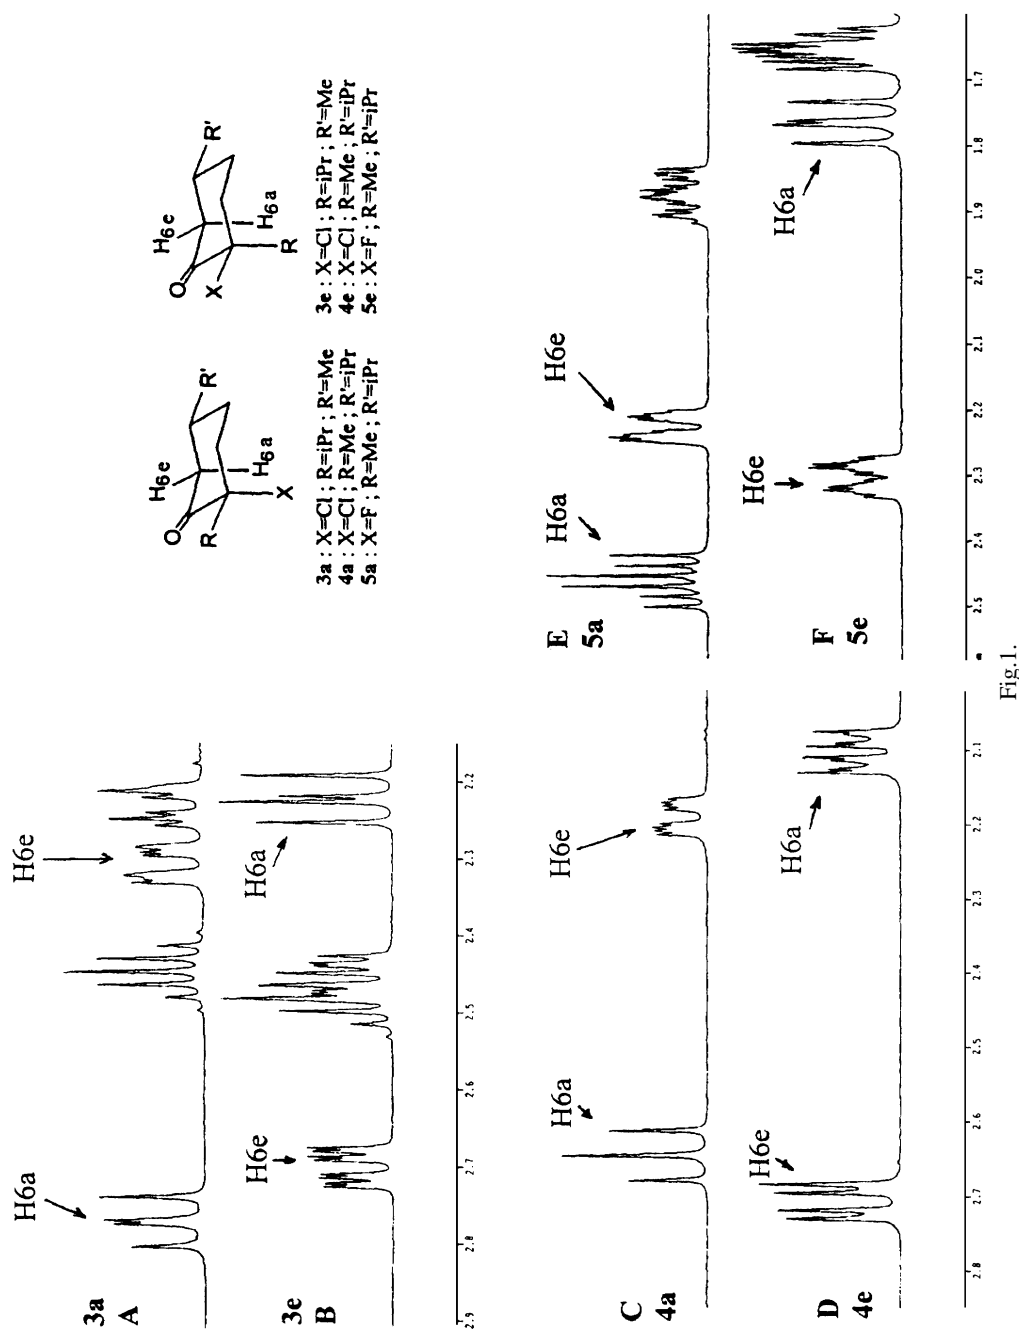 3a
A
H6a
H6e
3e
B
H6e
H6a
2.9
2.8
2.7
2.6
2.5
2.4
2.3
2.2
O
R
H6e
H6a
X
R'
3a : X=Cl ; R=iPr ; R'=Me
4a : X=Cl ; R=Me ; R'=iPr
5a : X=F ; R=Me ; R'=iPr
O
X
H6e
H6a
R
R'
3e : X=Cl ; R=iPr ; R'=Me
4e : X=Cl ; R=Me ; R'=iPr
5e : X=F ; R=Me ; R'=iPr
C
4a
H6a
H6e
D
4e
H6e
H6a
2.8
2.7
2.6
2.5
2.4
2.3
2.2
2.1
E
5a
H6a
H6e
F
5e
H6e
H6a
2.5
2.4
2.3
2.2
2.1
2.0
1.9
1.8
1.7
Fig.1.